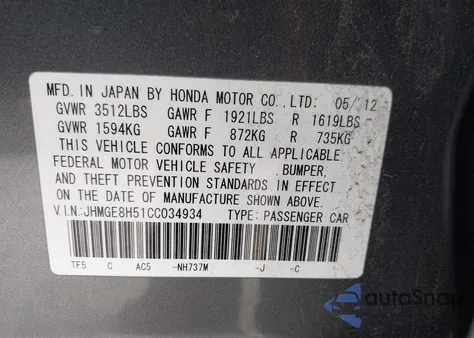 MFD. IN JAPAN BY HONDA MOTOR CO., LTD: 05/12
GVWR 3512LBS GAWR F 1921LBS R 1619LBS
GVWR 1594KG GAWR F 872KG R 735KG
THIS VEHICLE CONFORMS TO ALL APPLICABLE
FEDERAL MOTOR VEHICLE SAFETY, BUMPER,
AND THEFT PREVENTION STANDARDS IN EFFECT
ON THE DATE OF MANUFACTURE SHOWN ABOVE.
V.I.N:JHMGE8H51CC034934 TYPE: PASSENGER CAR
TF5 C AC5 -NH737M -J -C
autoSnap